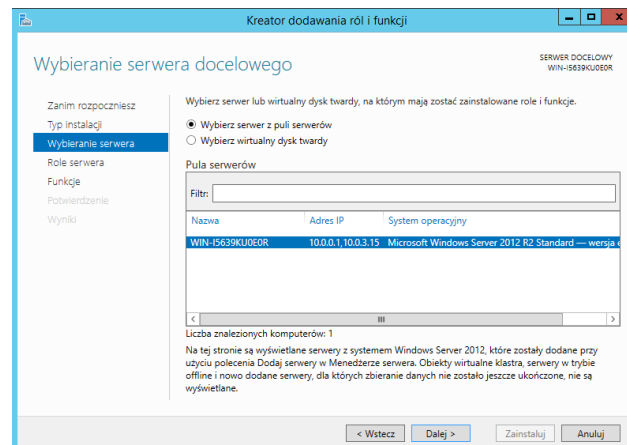 Kreator dodawania ról i funkcji
Wybieranie serwera docelowego
SERWER DOCELOWY
WIN-I5639KU0E0R
Zanim rozpoczniesz
Typ instalacji
Wybieranie serwera
Role serwera
Funkcje
Potwierdzenie
Wyniki
Wybierz serwer lub wirtualny dysk twardy, na którym mają zostać zainstalowane role i funkcje.
Wybierz serwer z puli serwerów
Wybierz wirtualny dysk twardy
Pula serwerów
Filtr:
Nazwa Adres IP System operacyjny
WIN-I5639KU0E0R 10.0.0.1,10.0.3.15 Microsoft Windows Server 2012 R2 Standard — wersja e
Liczba znalezionych komputerów: 1
Na tej stronie są wyświetlane serwery z systemem Windows Server 2012, które zostały dodane przy
użyciu polecenia Dodaj serwery w Menedżerze serwera. Obiekty wirtualne klastra, serwery w trybie
offline i nowo dodane serwery, dla których zbieranie danych nie zostało jeszcze ukończone, nie są
wyświetlane.
< Wstecz Dalej > Zainstaluj Anuluj